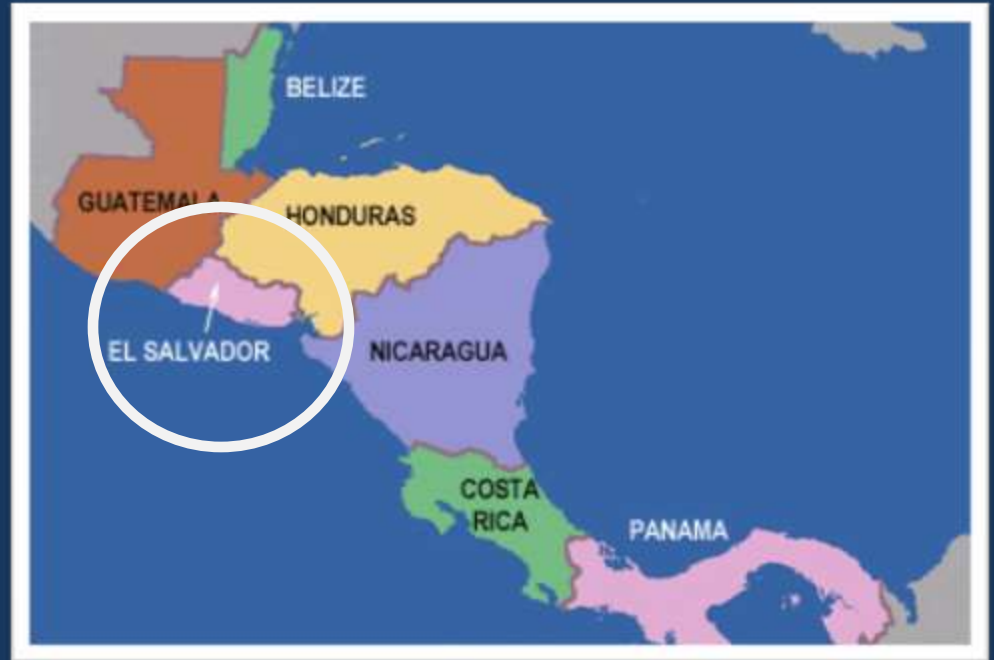 BELIZE
GUATEMALA
HONDURAS
EL SALVADOR
NICARAGUA
COSTA
RICA
PANAMA